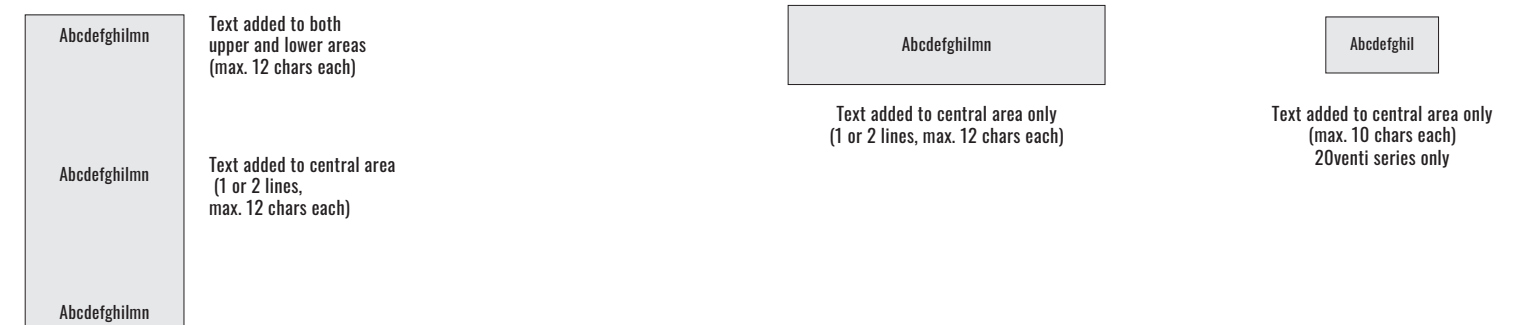 Abcdefghilmn
Text added to both
upper and lower areas
(max. 12 chars each)
Abcdefghilmn
Text added to central area
(1 or 2 lines,
max. 12 chars each)
Abcdefghilmn
Abcdefghilmn
Text added to central area only
(1 or 2 lines, max. 12 chars each)
Abcdefghil
Text added to central area only
(max. 10 chars each)
20venti series only